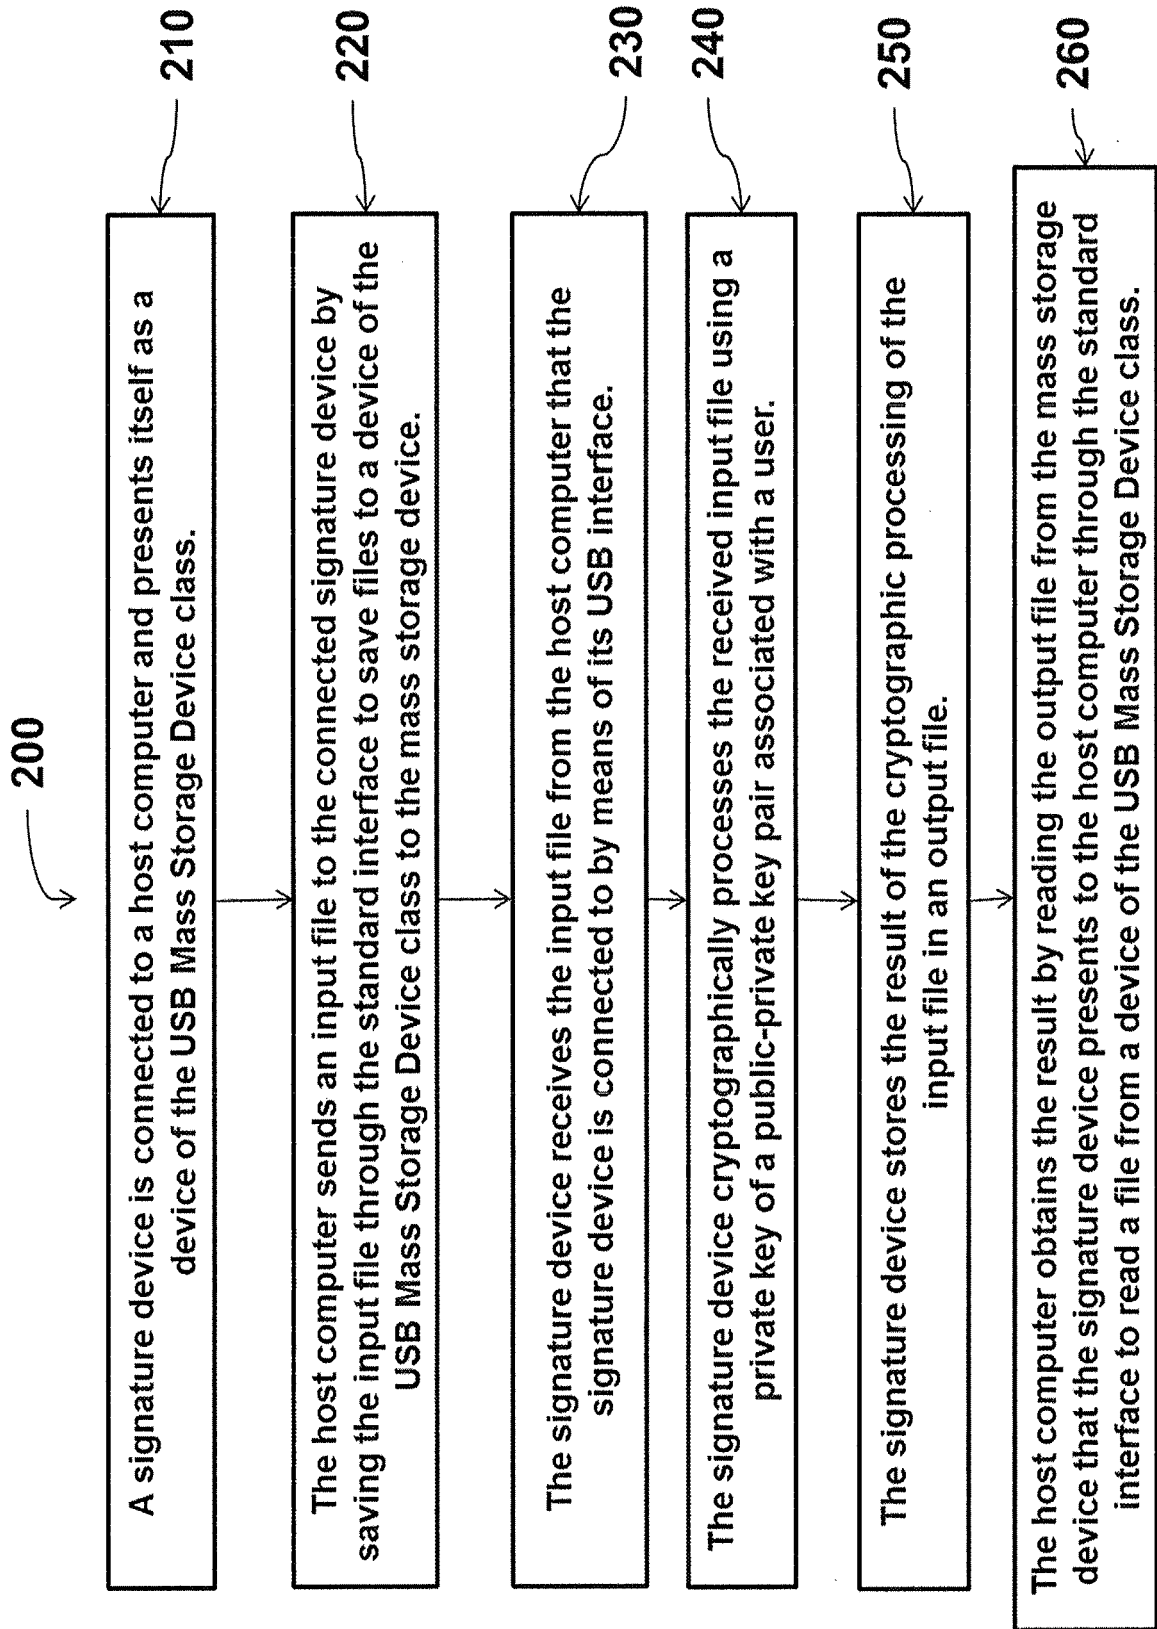 200
A signature device is connected to a host computer and presents itself as a
device of the USB Mass Storage Device class.
210
The host computer sends an input file to the connected signature device by
saving the input file through the standard interface to save files to a device of the
USB Mass Storage Device class to the mass storage device.
220
The signature device receives the input file from the host computer that the
signature device is connected to by means of its USB interface.
230
The signature device cryptographically processes the received input file using a
private key of a public-private key pair associated with a user.
240
The signature device stores the result of the cryptographic processing of the
input file in an output file.
250
The host computer obtains the result by reading the output file from the mass storage
device that the signature device presents to the host computer through the standard
interface to read a file from a device of the USB Mass Storage Device class.
260